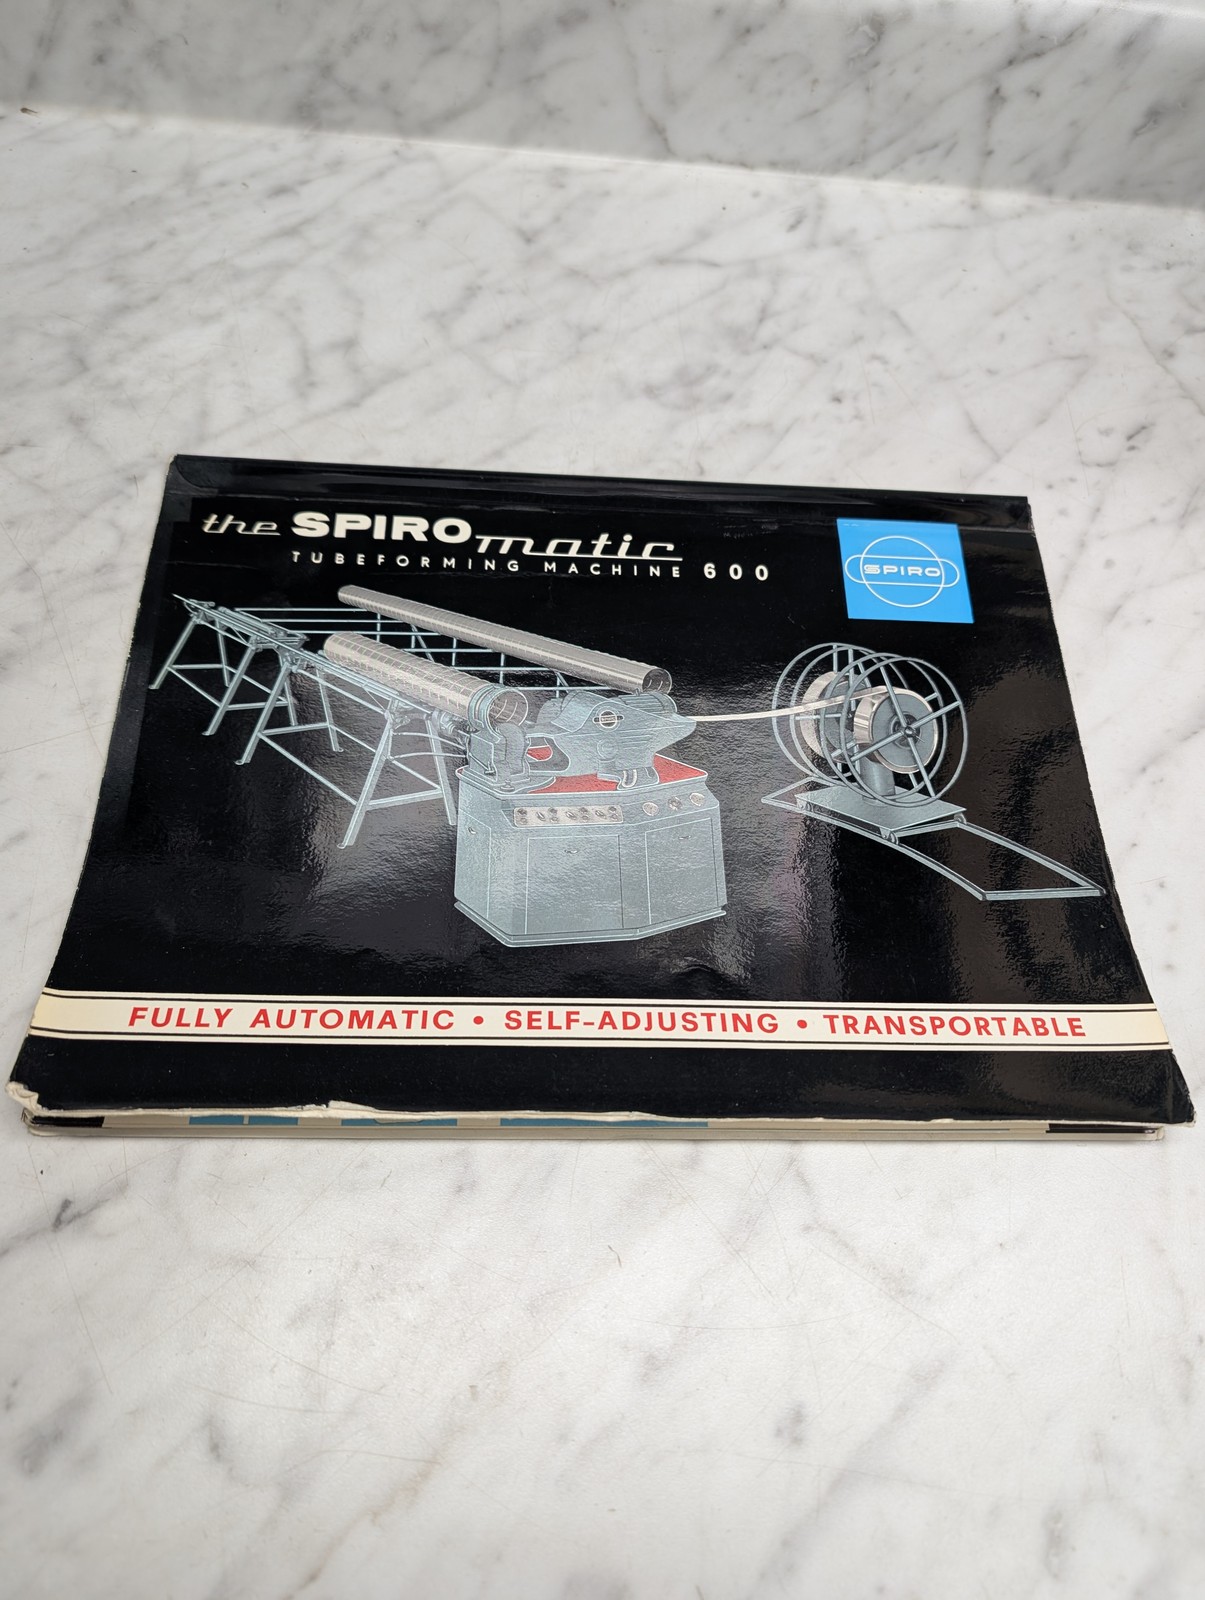 the SPIROmatic
TUBEFORMING MACHINE 600
SPIRO
FULLY AUTOMATIC • SELF-ADJUSTING • TRANSPORTABLE